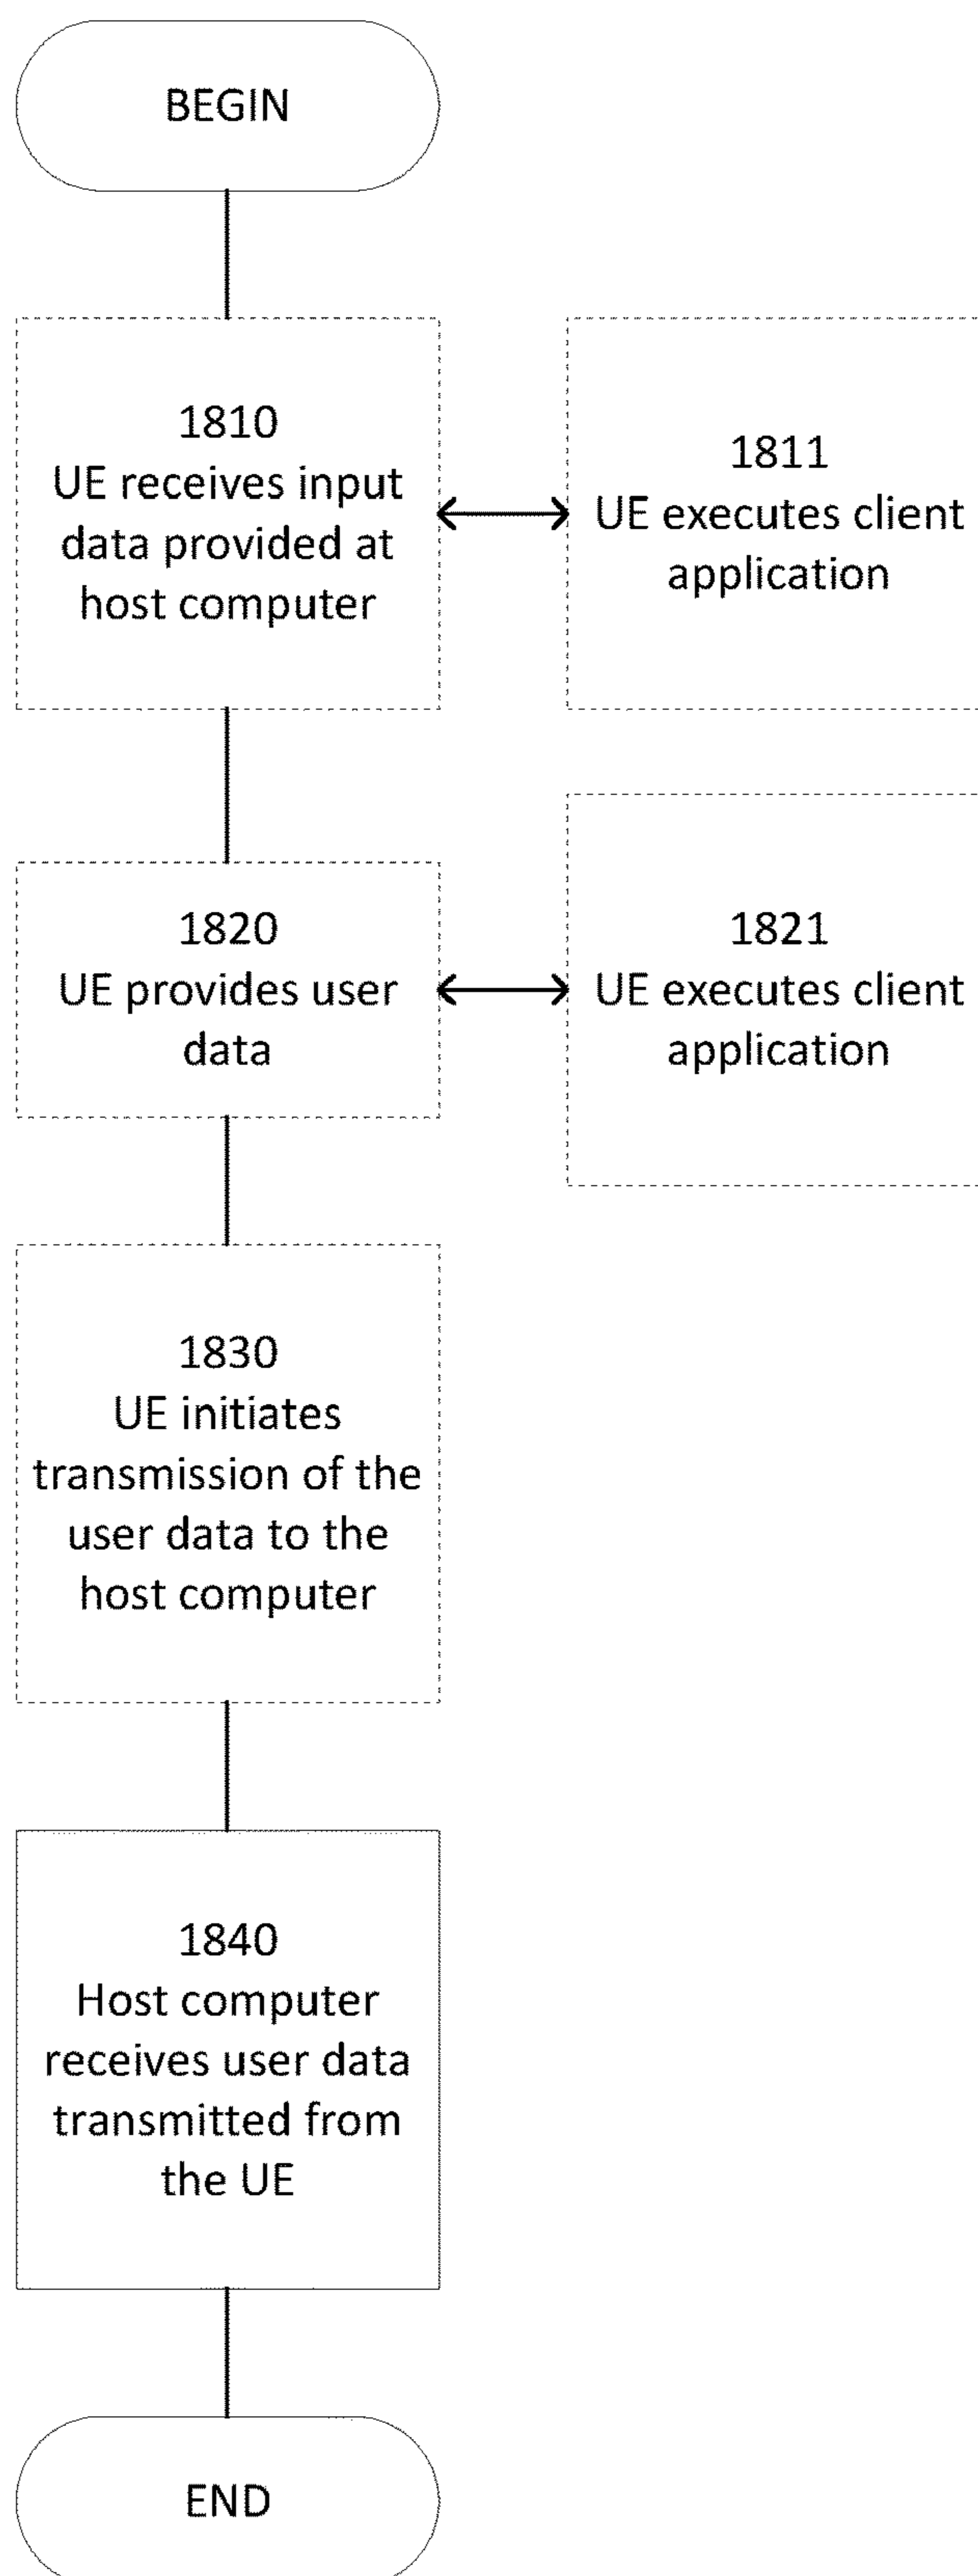 BEGIN
1810
UE receives input
data provided at
host computer
1811
UE executes client
application
1820
UE provides user
data
1821
UE executes client
application
1830
UE initiates
transmission of the
user data to the
host computer
1840
Host computer
receives user data
transmitted from
the UE
END